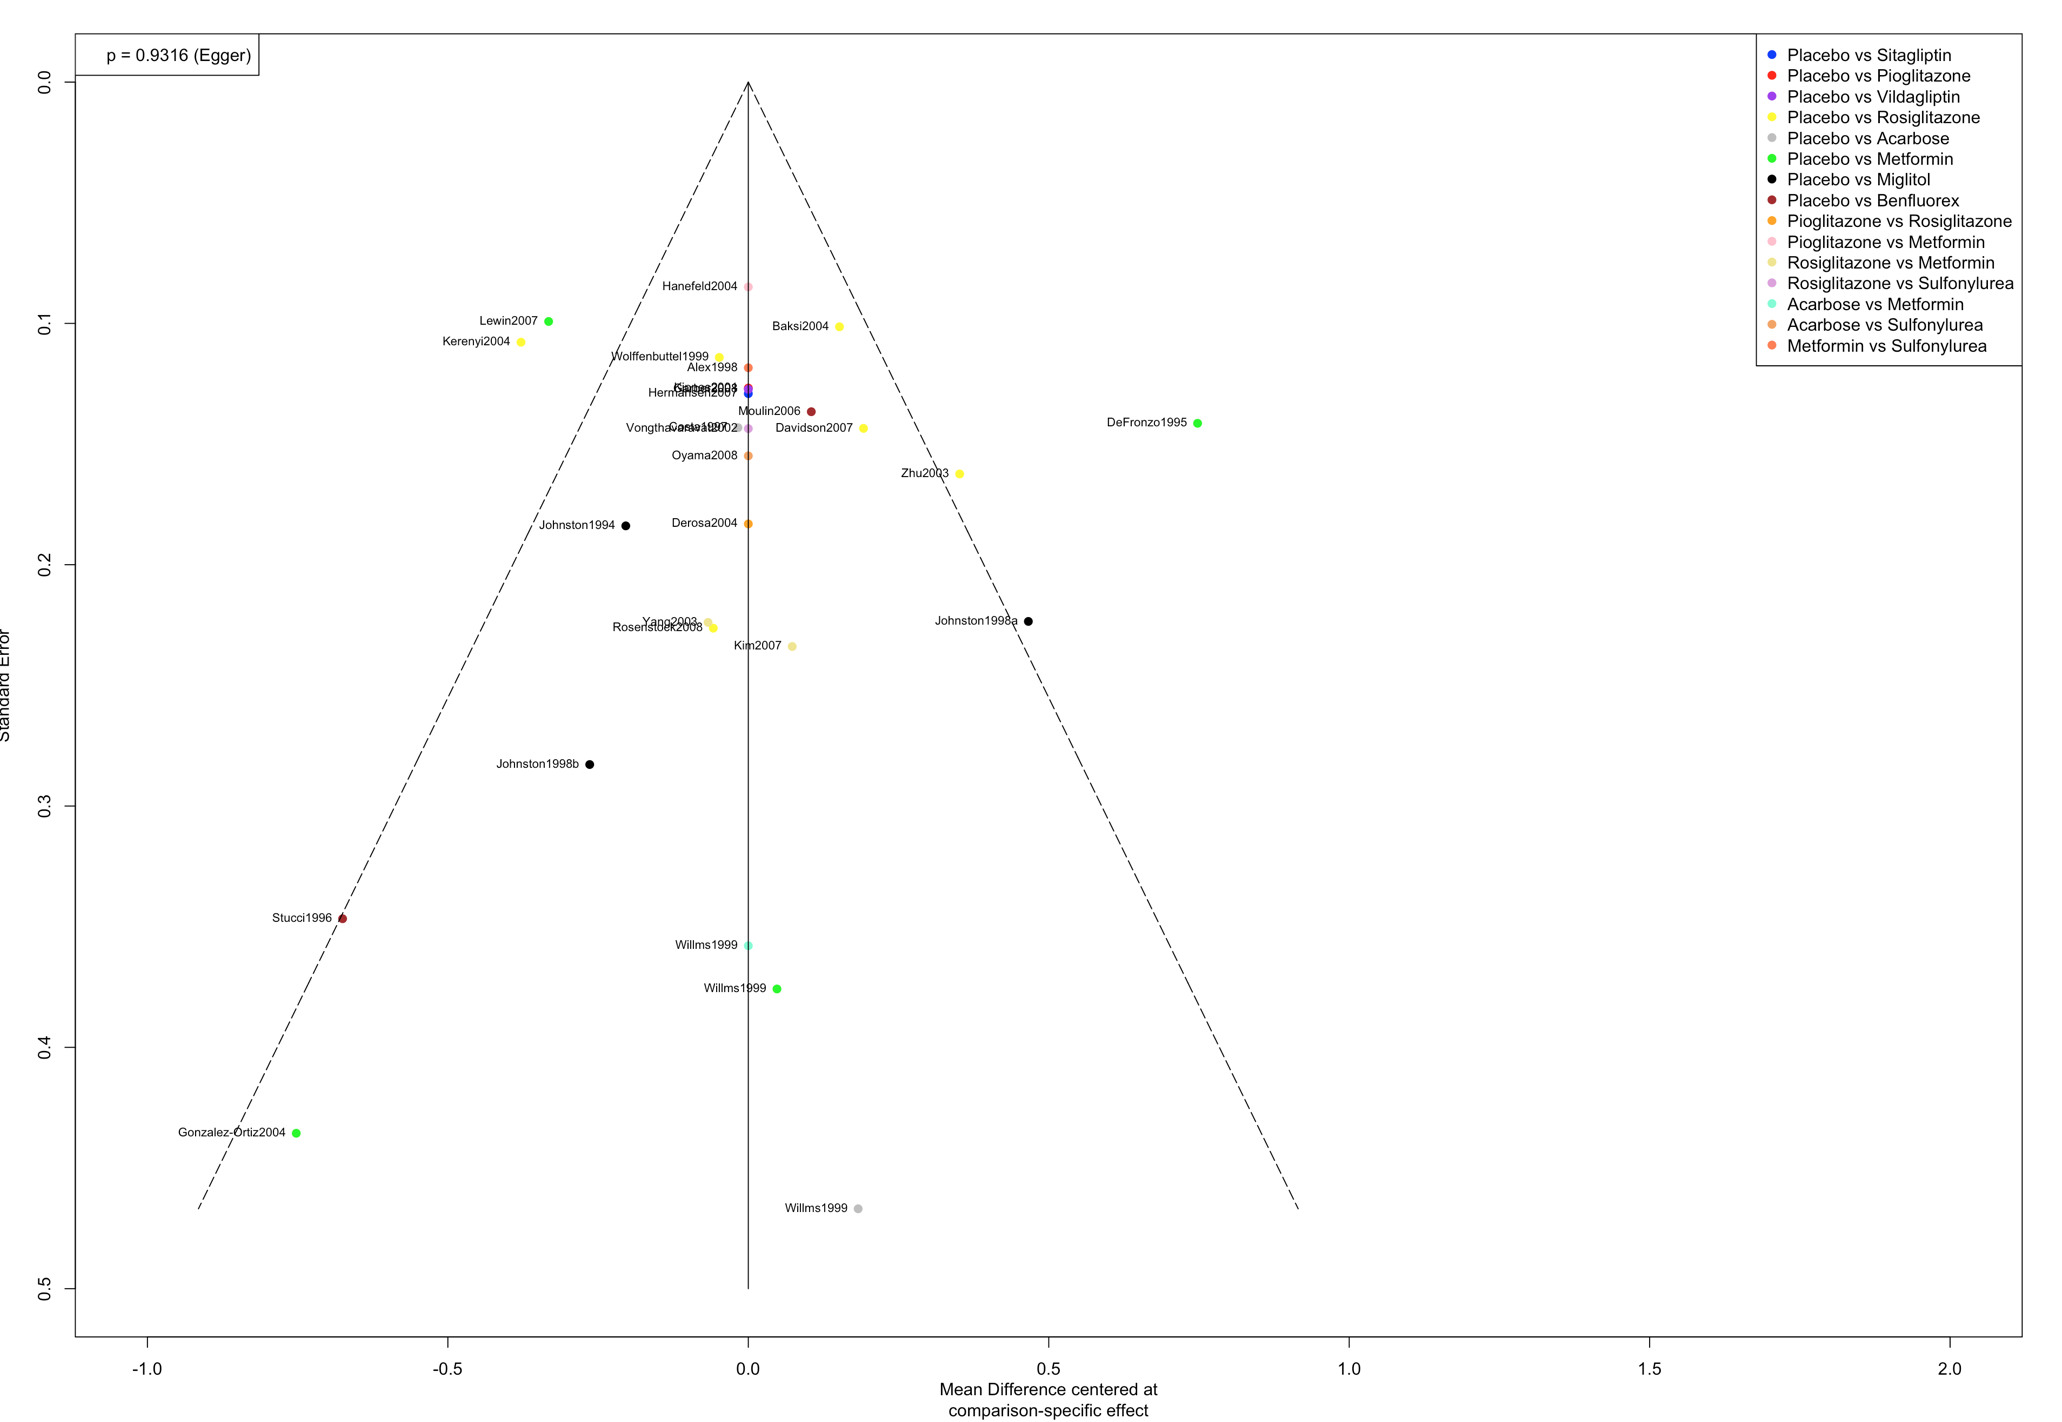 p = 0.9316 (Egger)
Placebo vs Sitagliptin
Placebo vs Pioglitazone
Placebo vs Vildagliptin
Placebo vs Rosiglitazone
Placebo vs Acarbose
Placebo vs Metformin
Placebo vs Miglitol
Placebo vs Benfluorex
Pioglitazone vs Rosiglitazone
Pioglitazone vs Metformin
Rosiglitazone vs Metformin
Rosiglitazone vs Sulfonylurea
Acarbose vs Metformin
Acarbose vs Sulfonylurea
Metformin vs Sulfonylurea
0.0
0.1
0.2
0.3
0.4
0.5
Standard Error
Hanefeld2004
Lewin2007
Baksi2004
Kerenyi2004
Wolffenbuttel1999
Alex1998
Hermansen2007
Moulin2006
DeFronzo1995
Vongthavaravat2002
Davidson2007
Oyama2008
Zhu2003
Derosa2004
Johnston1994
Johnston1998a
Yang2003
Rosenstock2008
Kim2007
Johnston1998b
Stucci1996
Willms1999
Willms1999
Gonzalez-Ortiz2004
Willms1999
-1.0
-0.5
0.0
0.5
1.0
1.5
2.0
Mean Difference centered at
comparison-specific effect